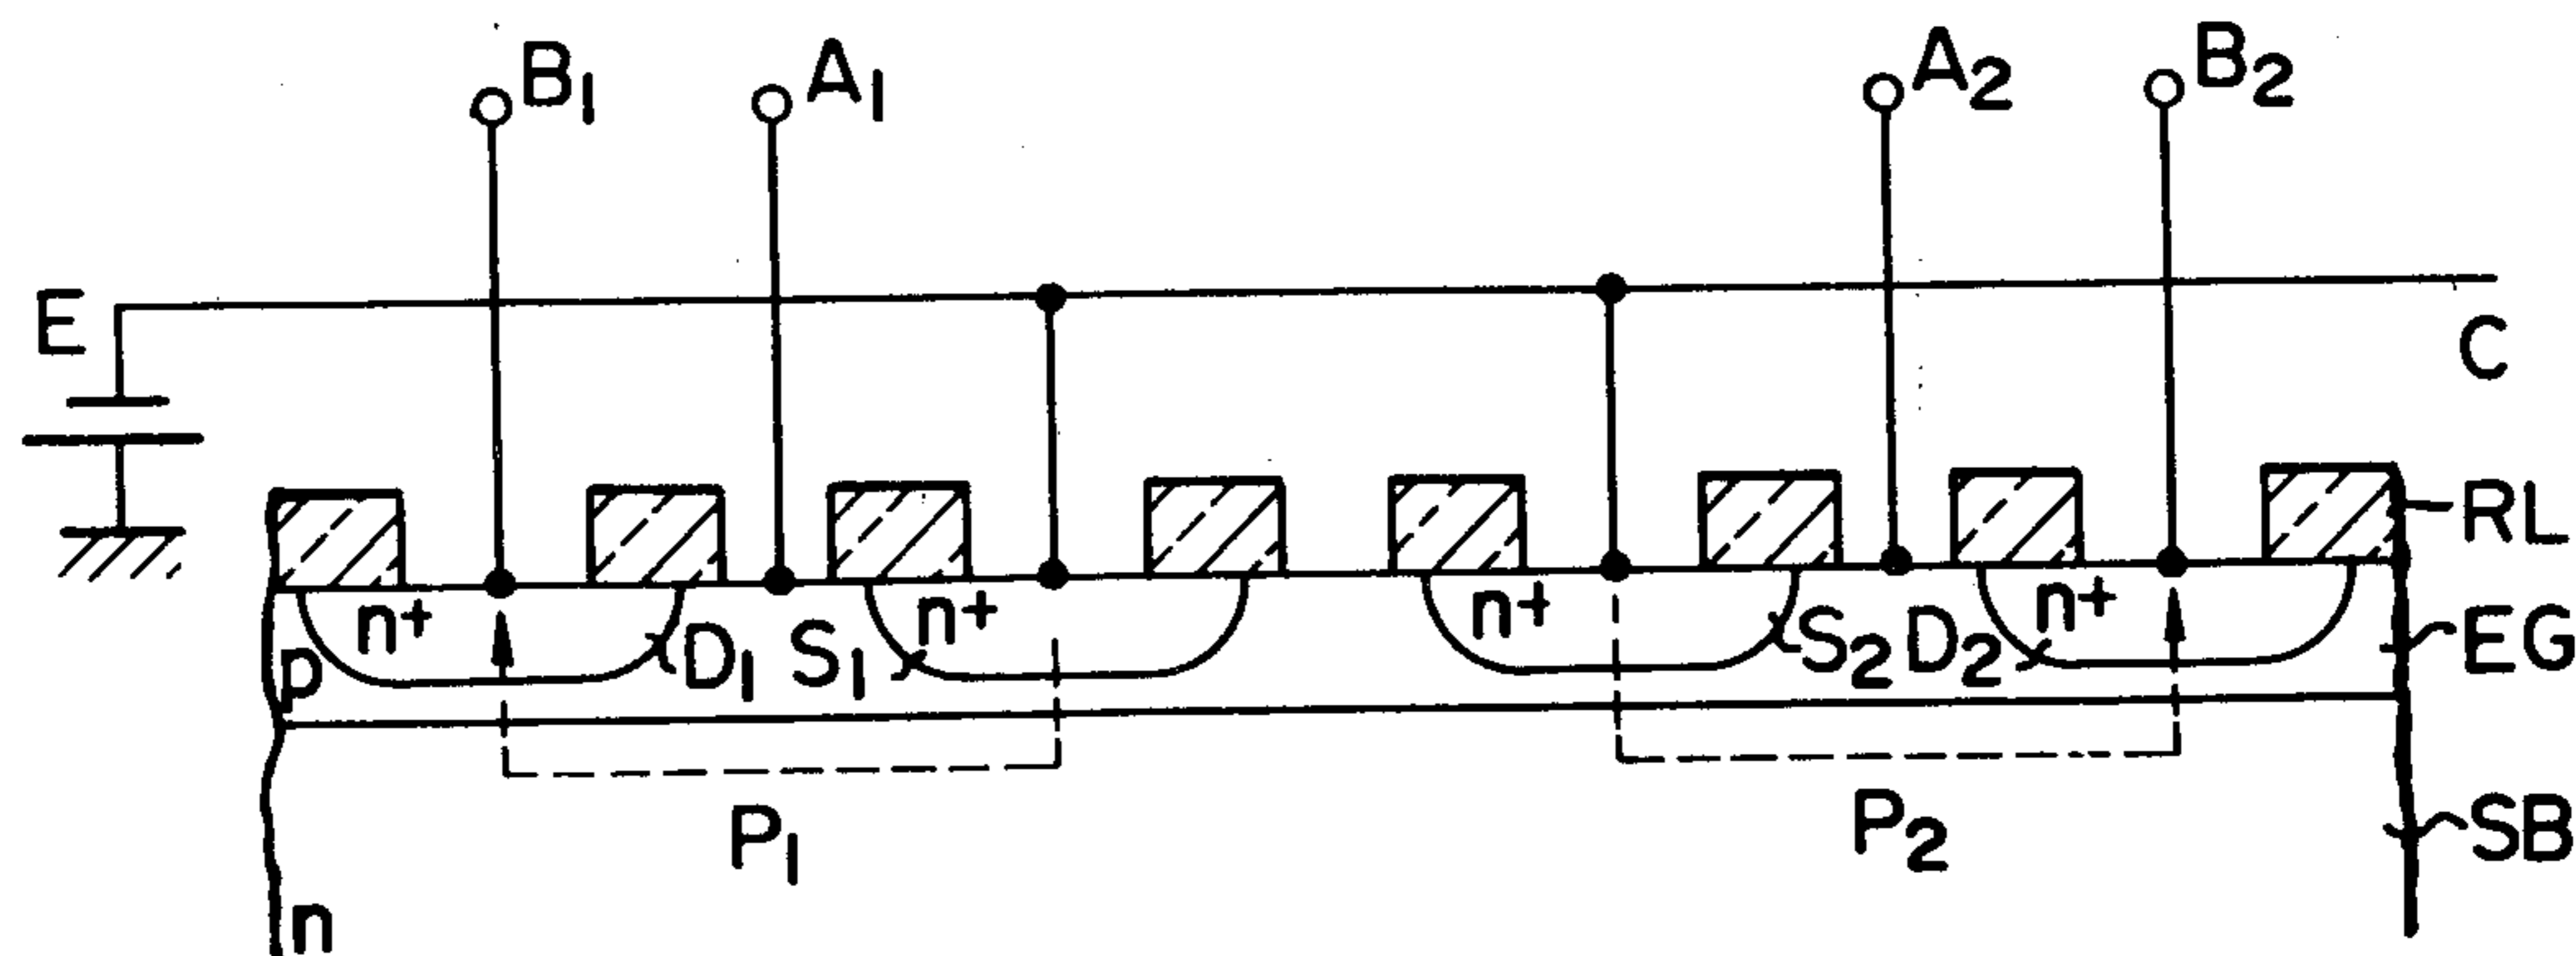 B1 A1 A2 B2
E C
RL
n+ n+ n+ n+
p D1 S1 S2 D2 EG
P1 P2 SB
n